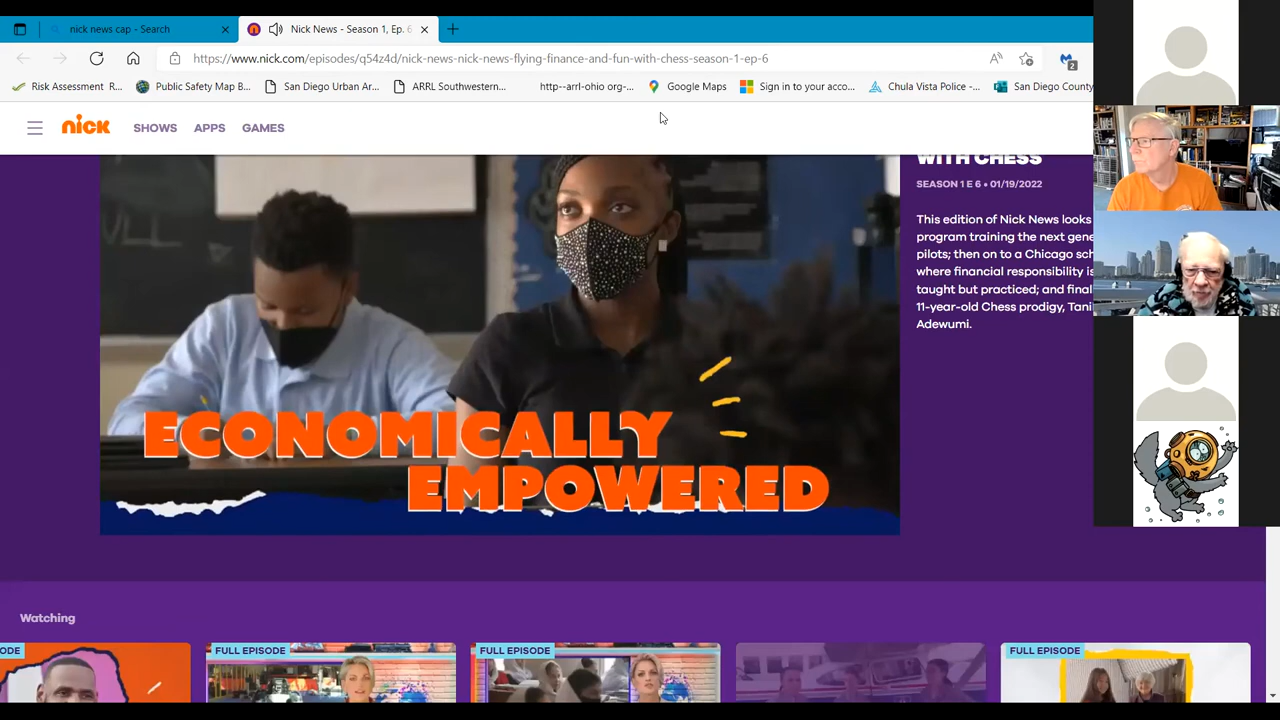 nick news cap - Search
Nick News - Season 1, Ep. 6
https://www.nick.com/episodes/q54z4d/nick-news-nick-news-flying-finance-and-fun-with-chess-season-1-ep-6
2
Risk Assessment R...
Public Safety Map B...
San Diego Urban Ar...
ARRL Southwestern...
http--arrl-ohio org-...
Google Maps
Sign in to your acco...
Chula Vista Police -...
San Diego County
nick
SHOWS
APPS
GAMES
WITH CHESS
SEASON 1 E 6 • 01/19/2022
This edition of Nick News looks
program training the next gene
pilots; then on to a Chicago sch
where financial responsibility is
taught but practiced; and final
11-year-old Chess prodigy, Tani
Adewumi.
ECONOMICALLY
EMPOWERED
Watching
ODE
FULL EPISODE
FULL EPISODE
FULL EPISODE